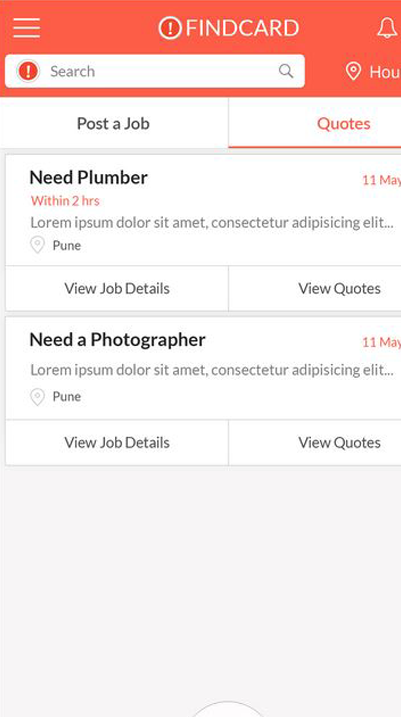 FINDCARD
Search
Hou
Post a Job
Quotes
Need Plumber
11 May
Within 2 hrs
Lorem ipsum dolor sit amet, consectetur adipisicing elit...
Pune
View Job Details
View Quotes
Need a Photographer
11 May
Lorem ipsum dolor sit amet, consectetur adipisicing elit...
Pune
View Job Details
View Quotes